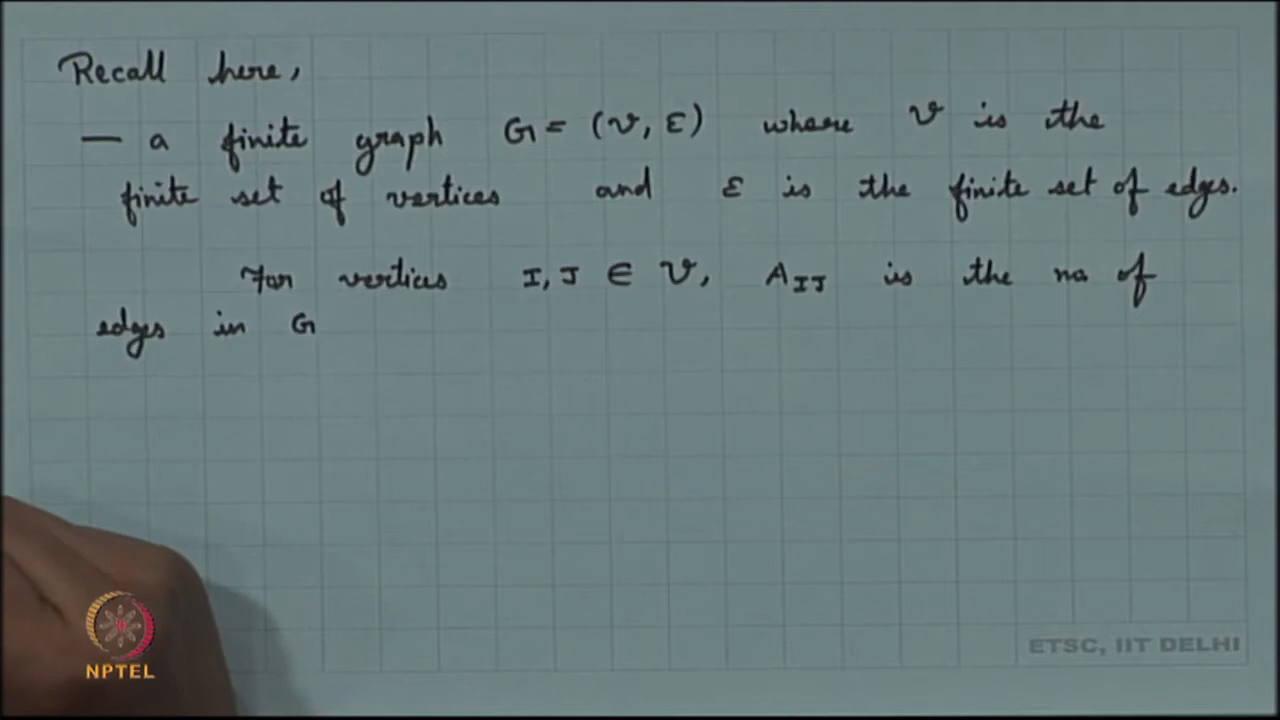 Recall here,
— a finite graph G = (V, E) where V is the
finite set of vertices and E is the finite set of edges.
For vertices I, J ∈ V, A_IJ is the no of
edges in G
NPTEL
ETSC, IIT DELHI